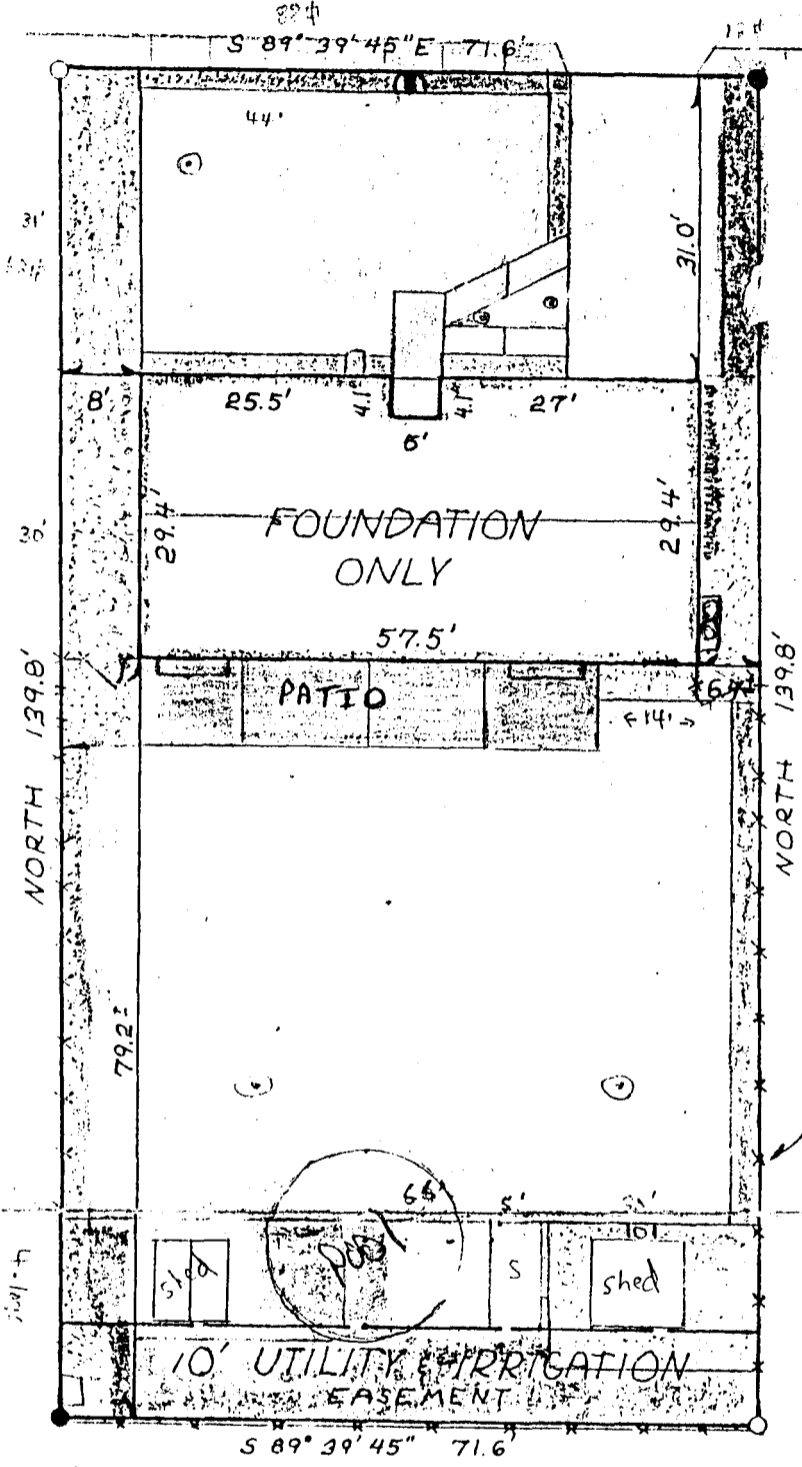 S 89° 39' 45" E 71.6'
44'
31'
31.0'
8'
25.5'
4.1'
4.1'
27'
6'
30'
29.4'
29.4'
FOUNDATION
ONLY
57.5'
PATIO
6'
←14'→
NORTH 139.8'
NORTH 139.8'
79.2±
5'
shed
Pool
S
shed
10' UTILITY & IRRIGATION
EASEMENT
S 89° 39' 45" 71.6'